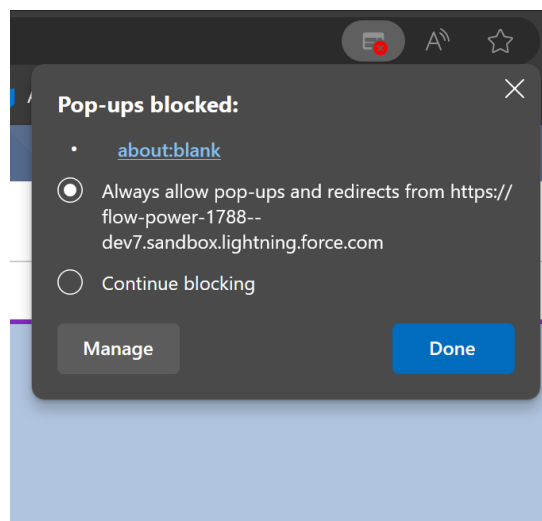 A
Pop-ups blocked:
• about:blank
Always allow pop-ups and redirects from https://
flow-power-1788--
dev7.sandbox.lightning.force.com
Continue blocking
Manage
Done